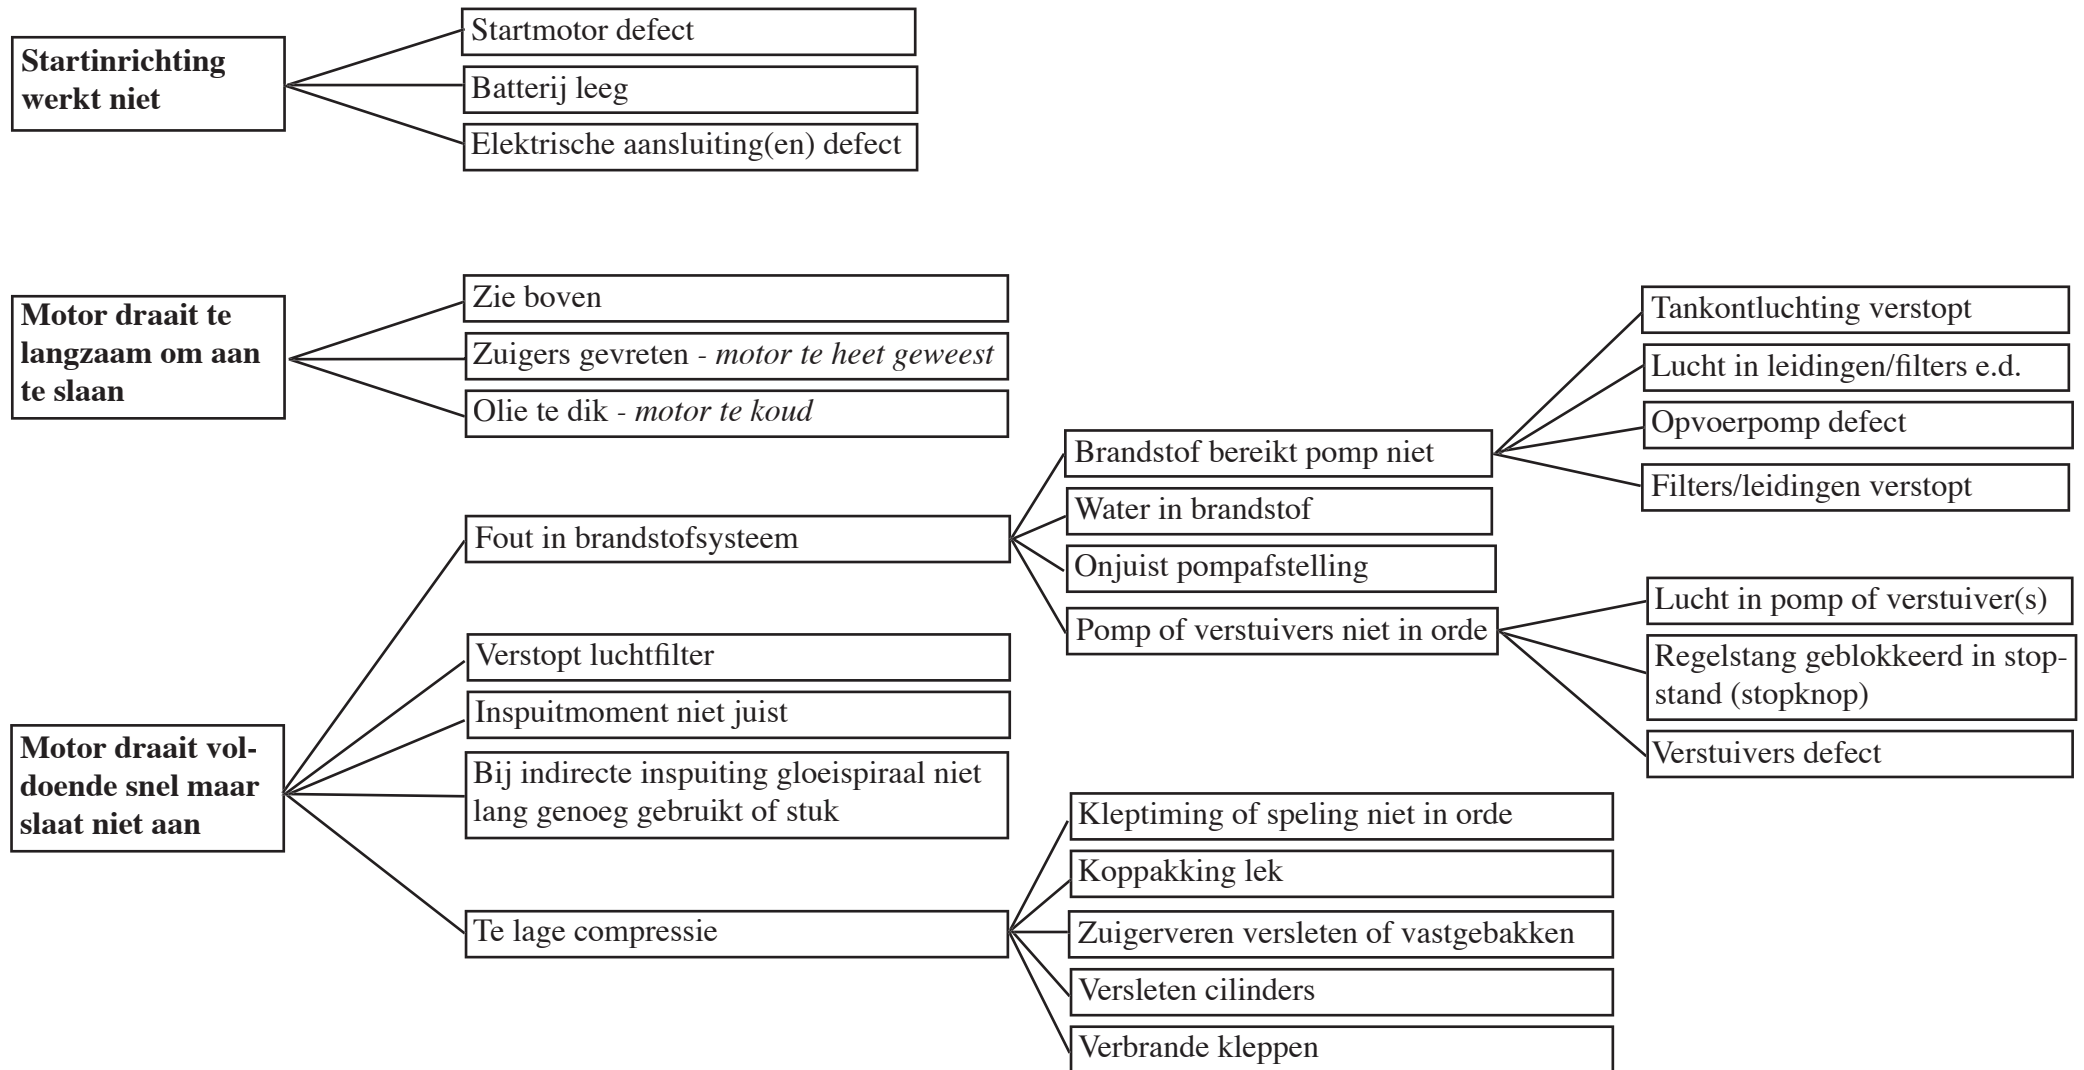 Startinrichting
werkt niet
Startmotor defect
Batterij leeg
Elektrische aansluiting(en) defect
Motor draait te
langzaam om aan
te slaan
Zie boven
Zuigers gevreten - motor te heet geweest
Olie te dik - motor te koud
Motor draait vol-
doende snel maar
slaat niet aan
Fout in brandstofsysteem
Brandstof bereikt pomp niet
Tankontluchting verstopt
Lucht in leidingen/filters e.d.
Opvoerpomp defect
Filters/leidingen verstopt
Water in brandstof
Onjuist pompafstelling
Pomp of verstuivers niet in orde
Lucht in pomp of verstuiver(s)
Regelstang geblokkeerd in stop-
stand (stopknop)
Verstuivers defect
Verstopt luchtfilter
Inspuitmoment niet juist
Bij indirecte inspuiting gloeispiraal niet
lang genoeg gebruikt of stuk
Te lage compressie
Kleptiming of speling niet in orde
Koppakking lek
Zuigerveren versleten of vastgebakken
Versleten cilinders
Verbrande kleppen